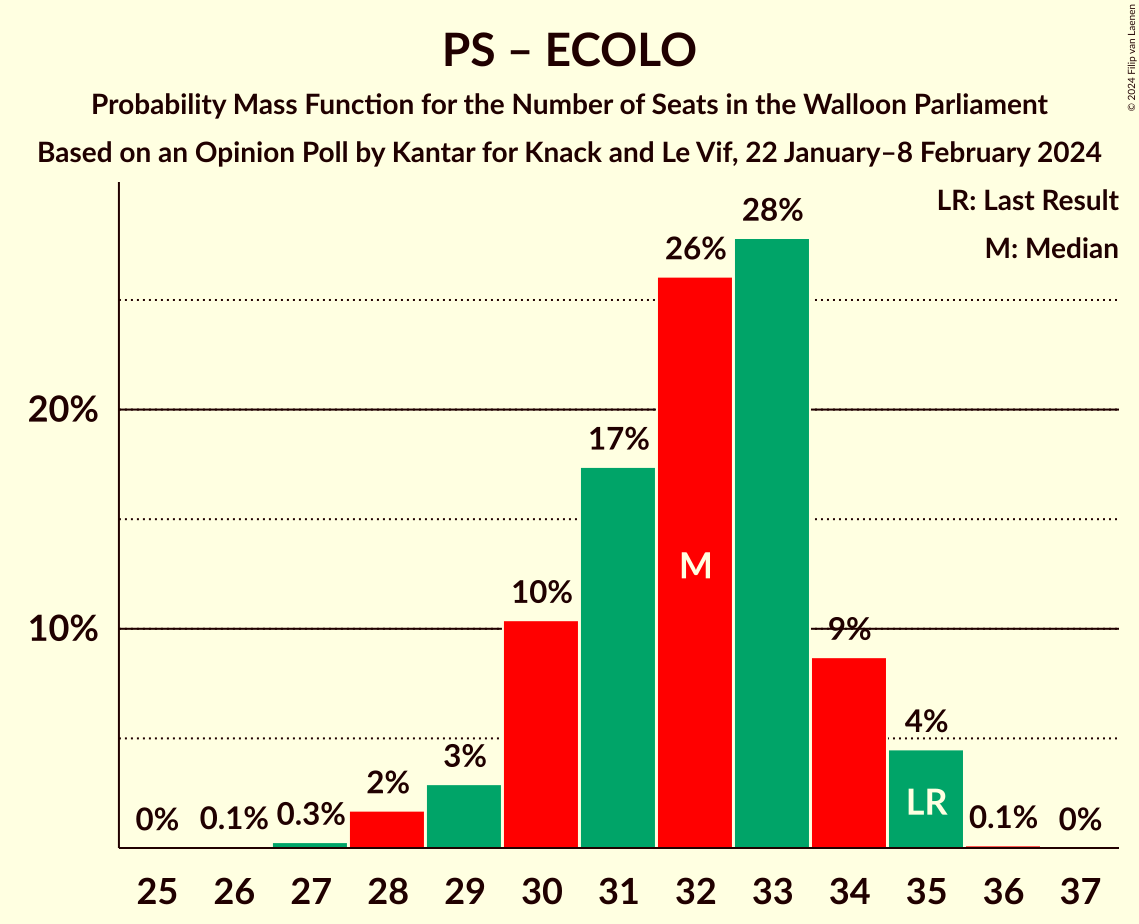 PS – ECOLO
Probability Mass Function for the Number of Seats in the Walloon Parliament
Based on an Opinion Poll by Kantar for Knack and Le Vif, 22 January–8 February 2024
© 2024 Filip van Laenen
LR: Last Result
M: Median
28%
26%
20%
17%
M
10%
10%
9%
4%
3%
2%
LR
0%
0.1%
0.3%
0.1%
0%
25 26 27 28 29 30 31 32 33 34 35 36 37